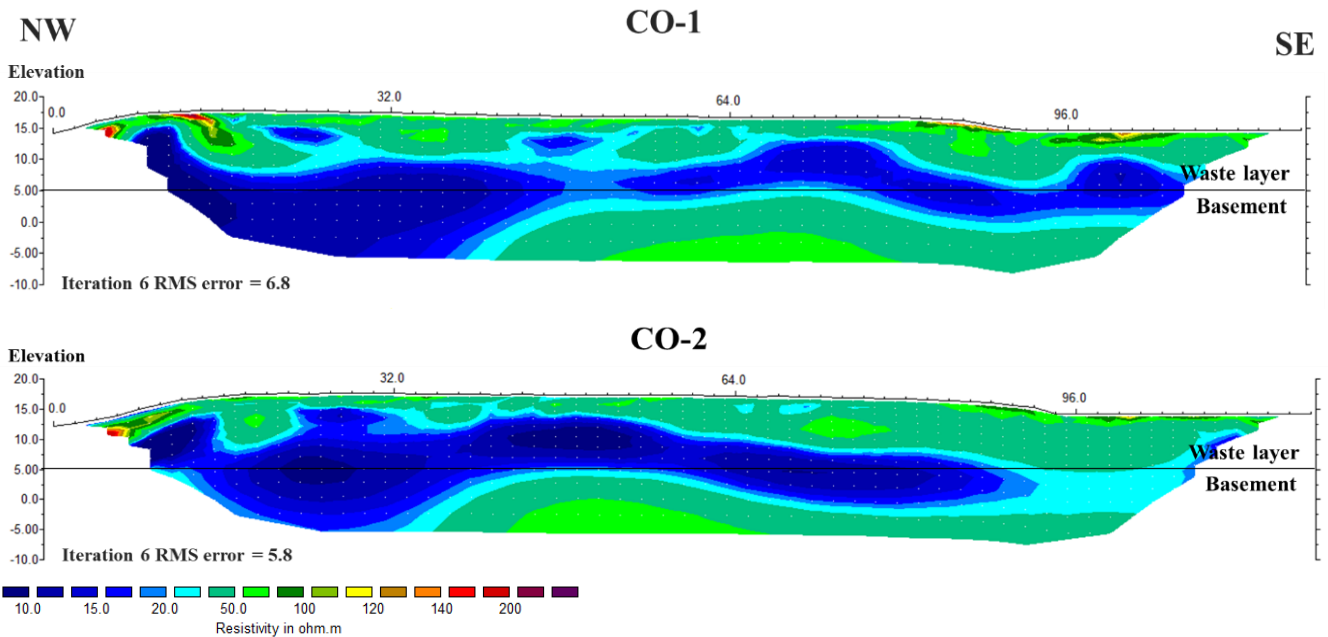 CO-1
NW
SE
Elevation
20.0
0.0
32.0
64.0
96.0
15.0
10.0
Waste layer
5.00
Basement
0.0
-5.00
-10.0
Iteration 6 RMS error = 6.8
CO-2
Elevation
20.0
0.0
32.0
64.0
96.0
15.0
10.0
Waste layer
5.00
Basement
0.0
-5.00
-10.0
Iteration 6 RMS error = 5.8
10.0 15.0 20.0 50.0 100 120 140 200
Resistivity in ohm.m